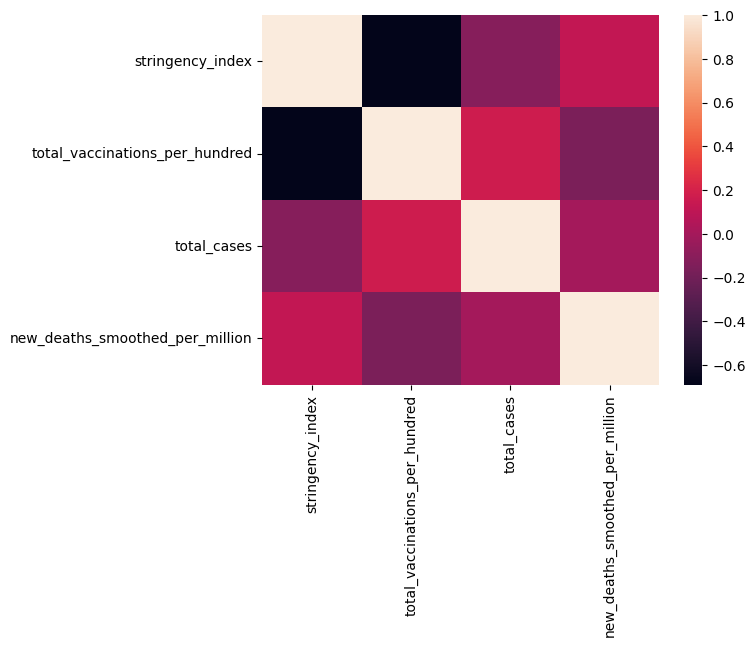 stringency_index
total_vaccinations_per_hundred
total_cases
new_deaths_smoothed_per_million
stringency_index
total_vaccinations_per_hundred
total_cases
new_deaths_smoothed_per_million
1.0
0.8
0.6
0.4
0.2
0.0
−0.2
−0.4
−0.6